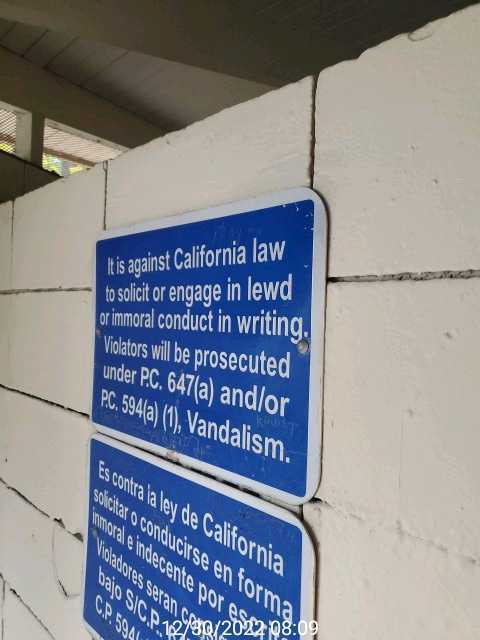 It is against California law
to solicit or engage in lewd
or immoral conduct in writing.
Violators will be prosecuted
under P.C. 647(a) and/or
P.C. 594(a) (1), Vandalism.
Es contra la ley de California
solicitar o conducirse en forma
inmoral e indecente por
Violadores seran
bajo
C.P.
12/30/2022 08:09